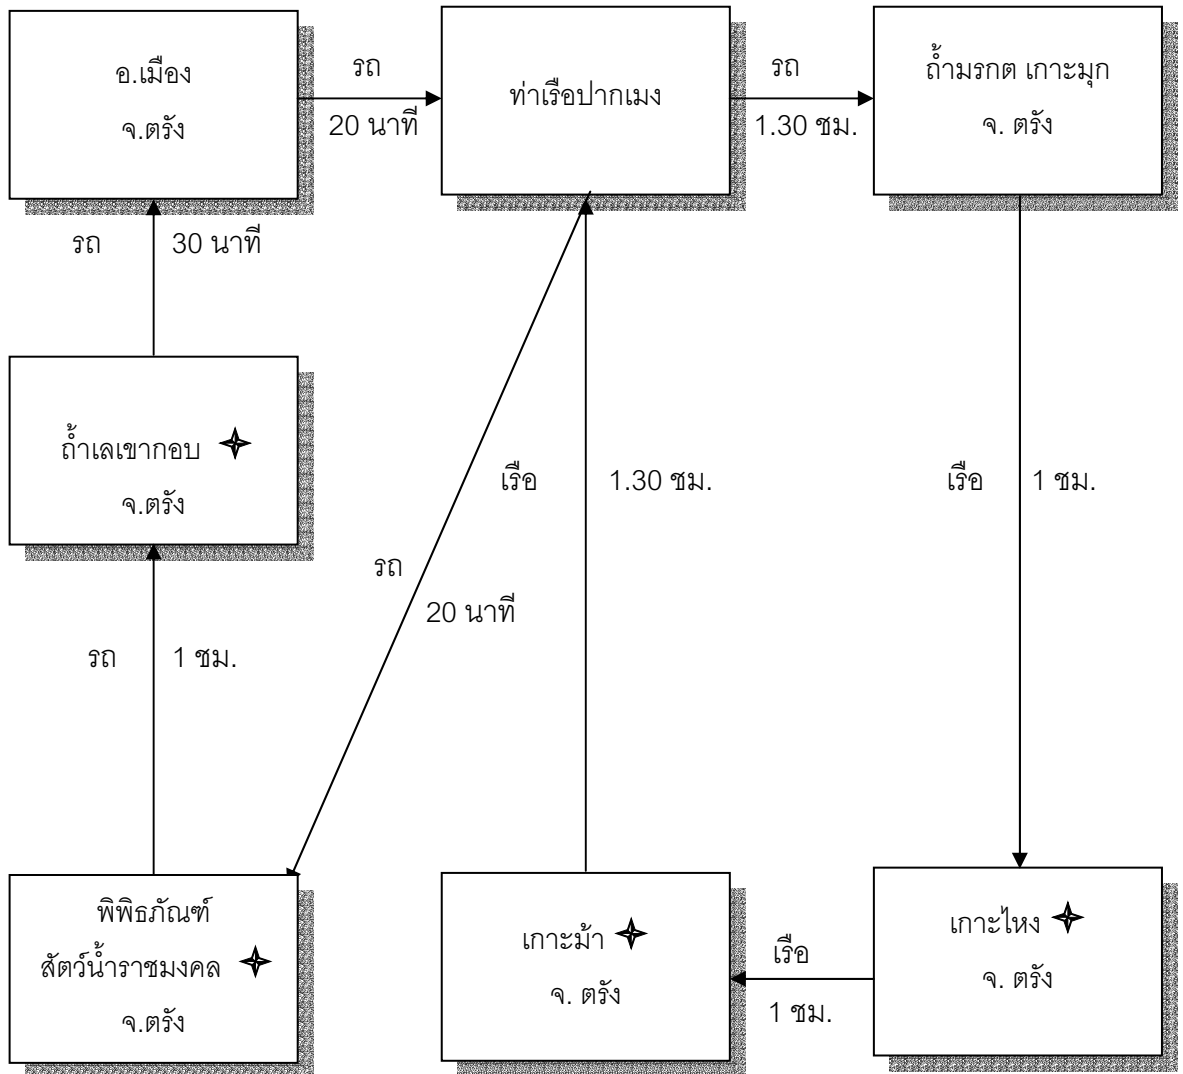 อ.เมือง
จ.ตรัง
รถ
20 นาที
ท่าเรือปากเมง
รถ
1.30 ชม.
ถ้ำมรกต เกาะมุก
จ. ตรัง
รถ 30 นาที
ถ้ำเลเขากอบ
จ.ตรัง
เรือ 1.30 ชม.
เรือ 1 ชม.
รถ
20 นาที
รถ 1 ชม.
พิพิธภัณฑ์
สัตว์น้ำราชมงคล
จ.ตรัง
เกาะม้า
จ. ตรัง
เรือ
1 ชม.
เกาะไหง
จ. ตรัง